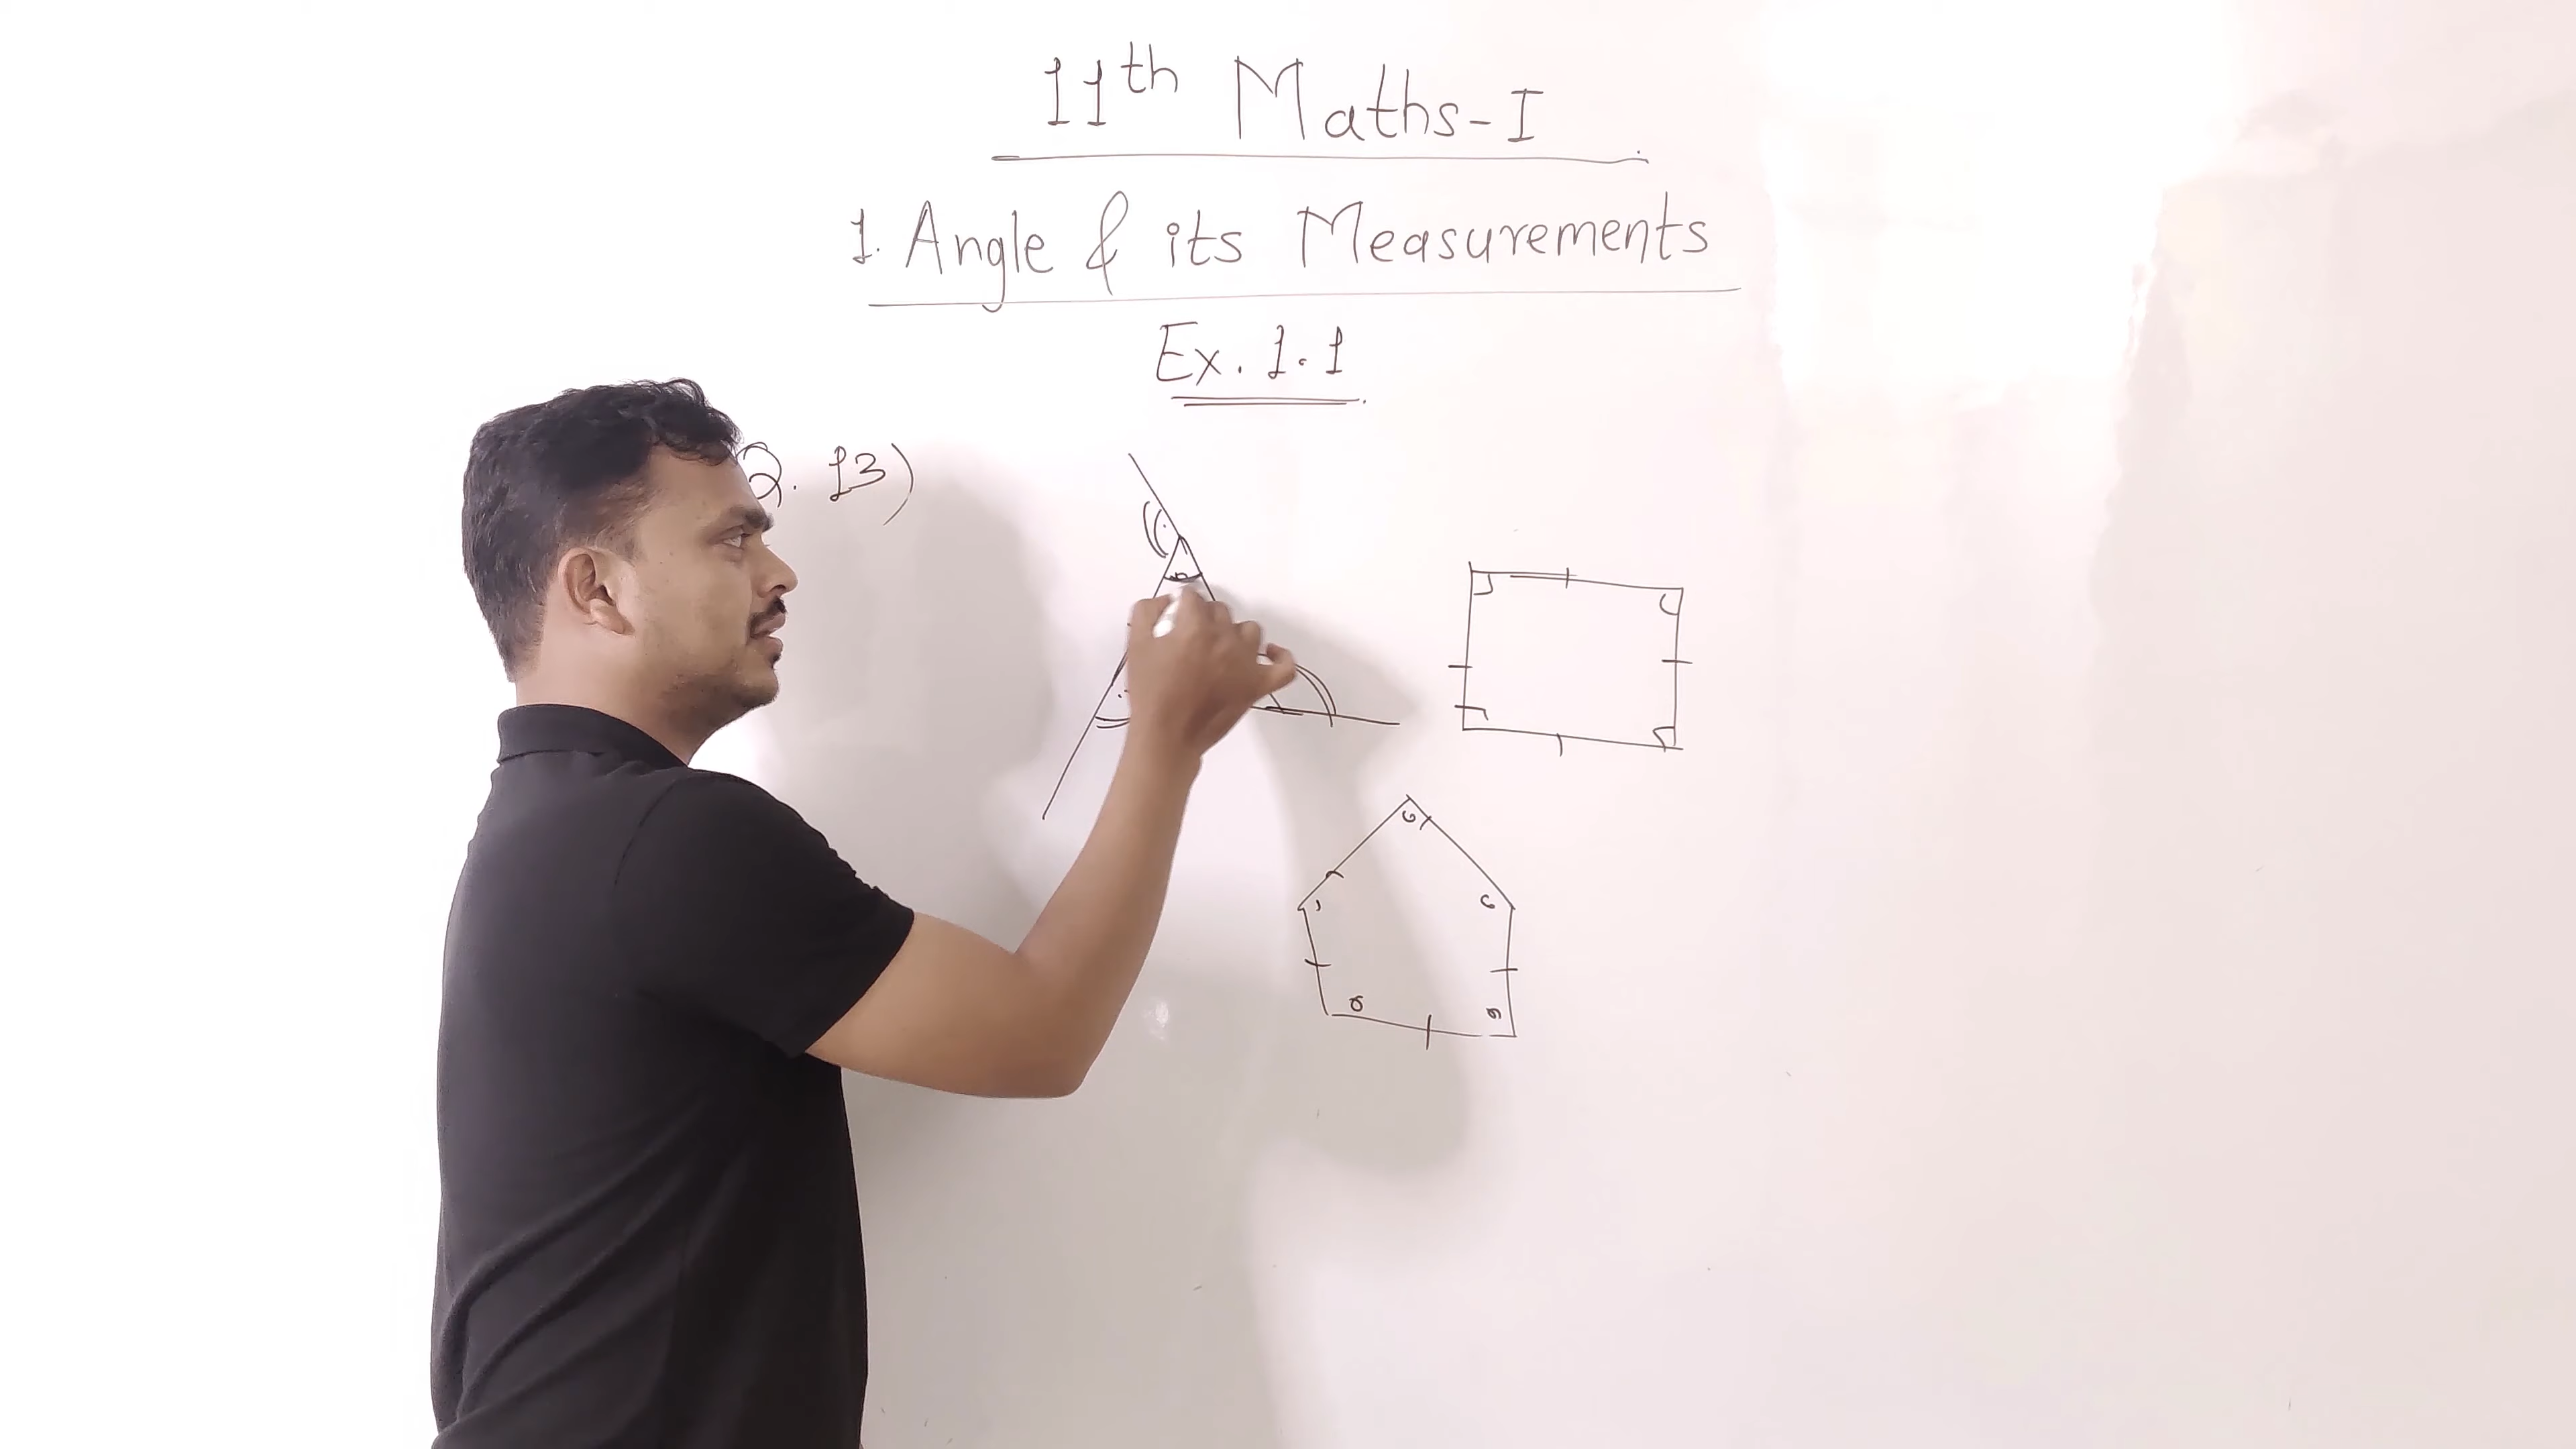 11th Maths-I
1. Angle & its Measurements
Ex. 1.1
Q. 13)